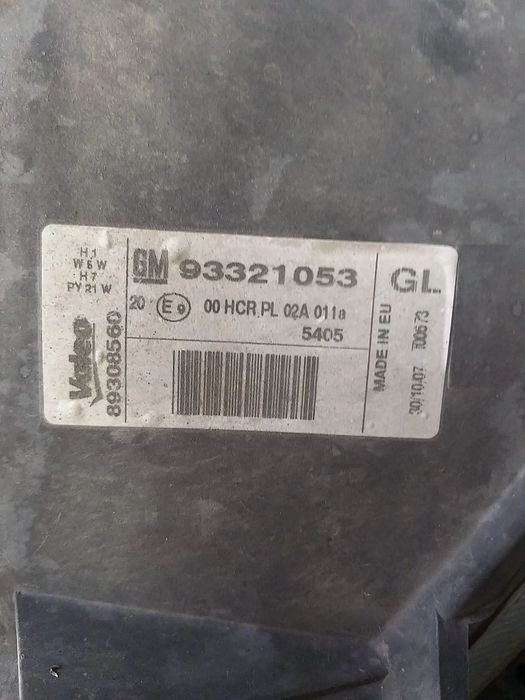 H1
W5W
H7
PY21W
Valeo
89308560
GM 93321053
20 E9 00 HCR.PL 02A 011a
5405
MADE IN EU
GL
30/10/07